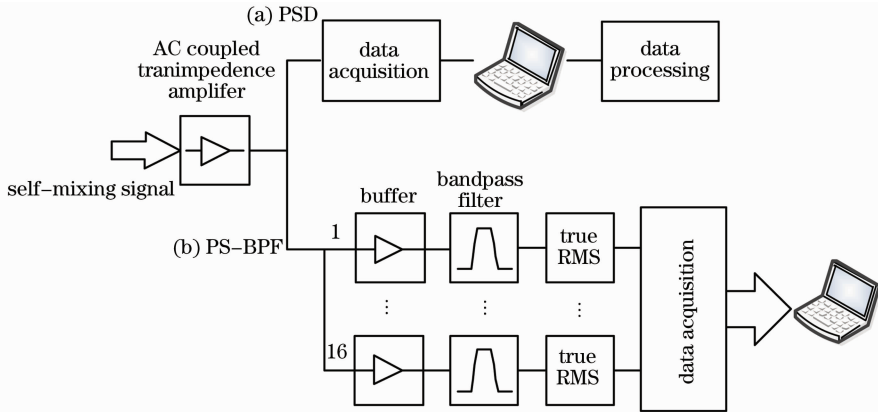 (a) PSD
AC coupled
tranimpedence
amplifer
data
acquisition
data
processing
self-mixing signal
buffer
bandpass
filter
(b) PS-BPF
1
true
RMS
data acquisition
16
true
RMS